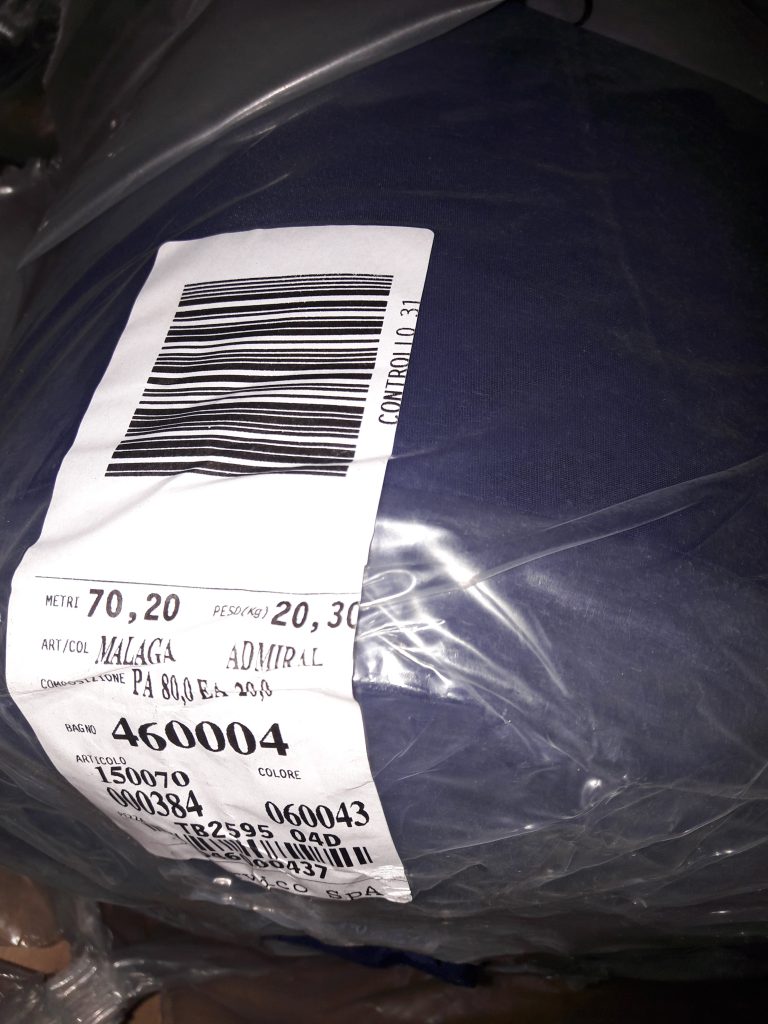 CONTROLLO 31
METRI 70,20 PESO(Kg) 20,30
ART/COL MALAGA ADMIRAL
COMPOSIZIONE PA 80,0 EA 20,0
BAGNO 460004
ARTICOLO
150070 COLORE
000384 060043
TB2595 04D
SPA